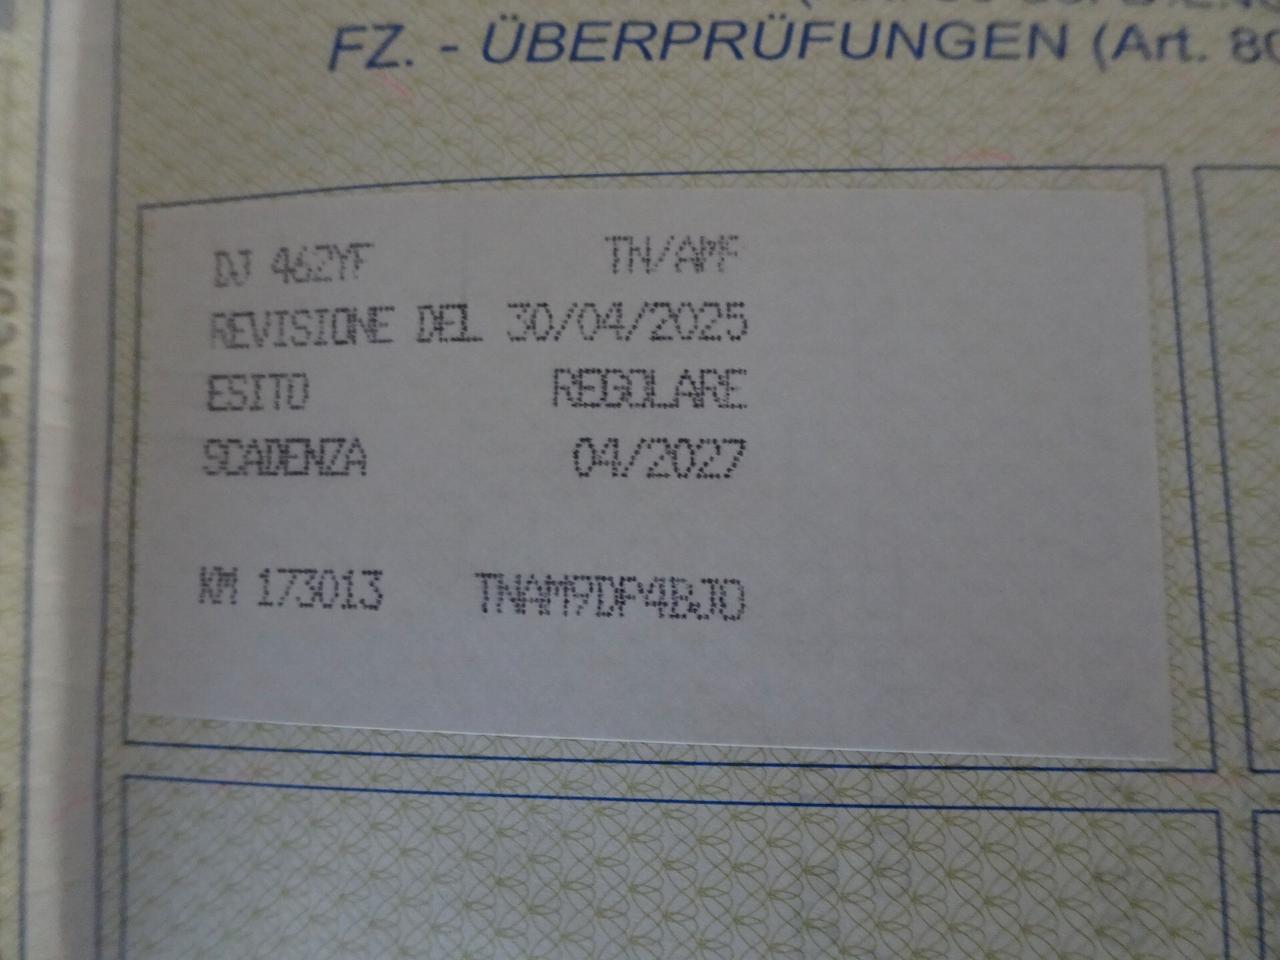 FZ. - ÜBERPRÜFUNGEN (Art. 80
DJ 462YF TN/AMF
REVISIONE DEL 30/04/2025
ESITO REGOLARE
SCADENZA 04/2027
KM 173013 TNAM9DP4BJ0